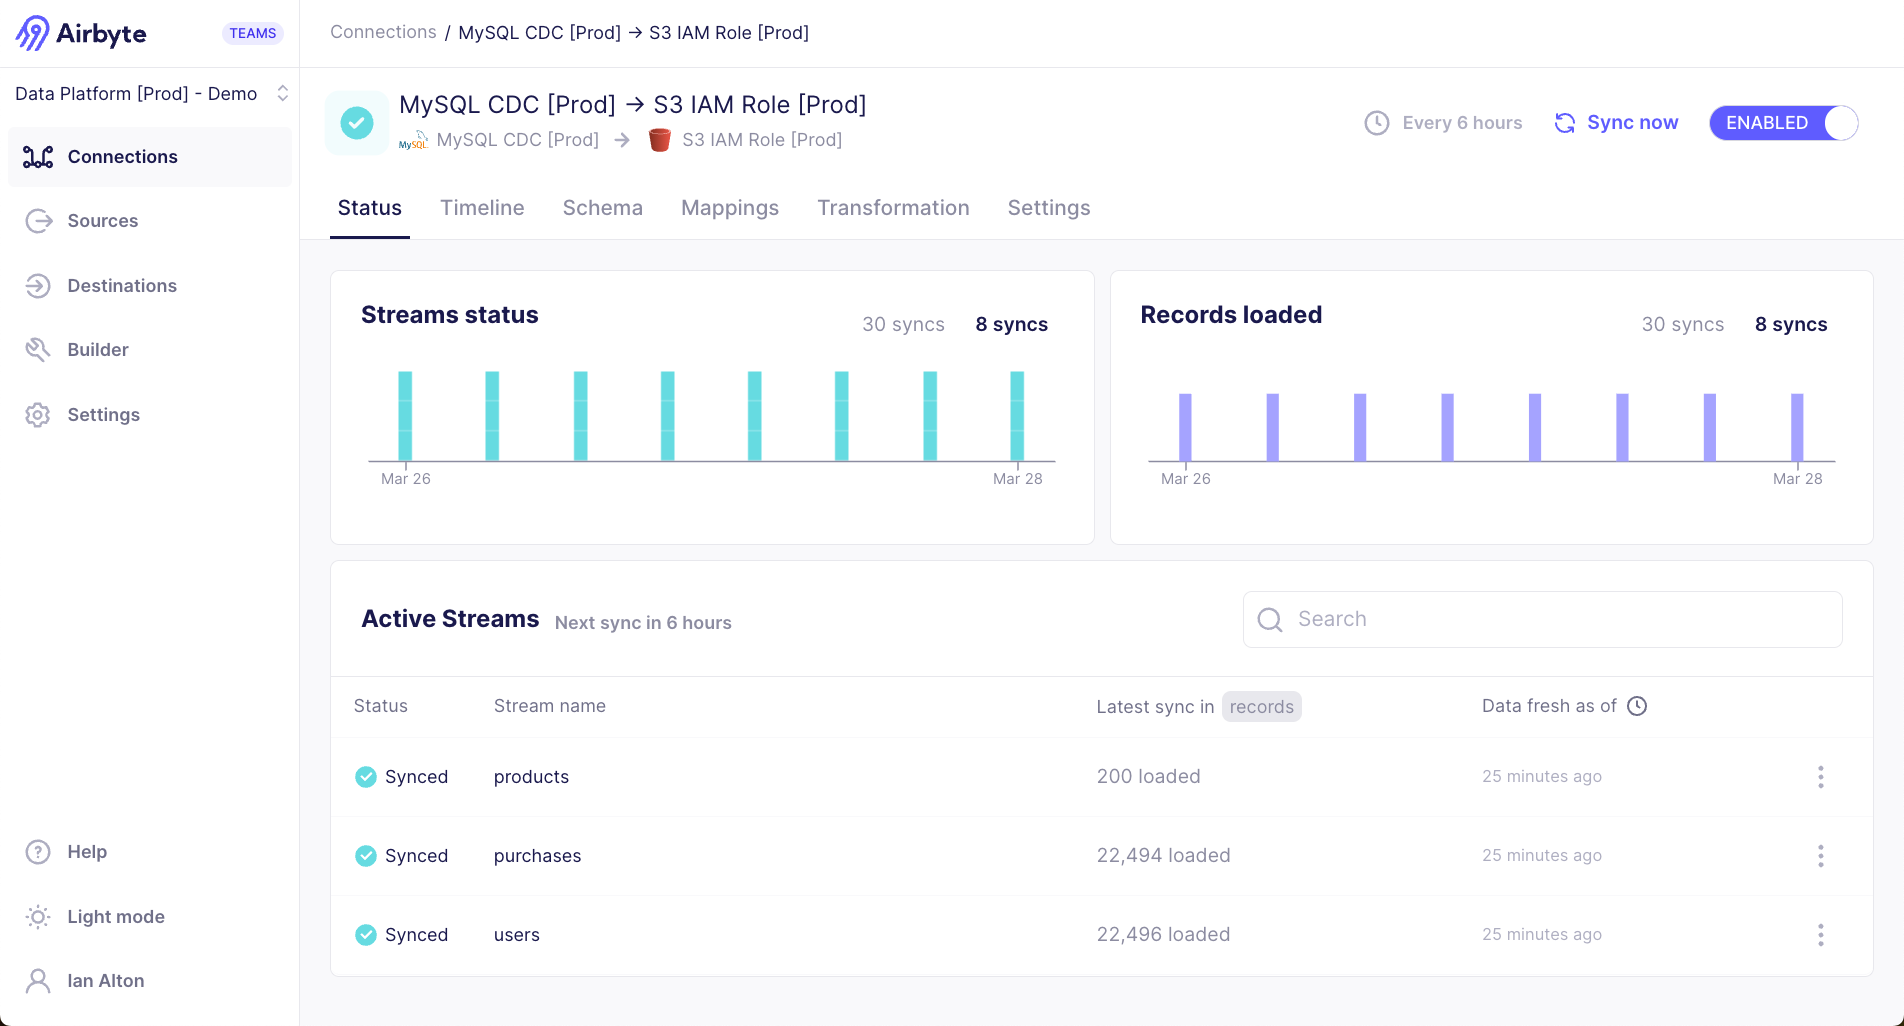 Airbyte TEAMS
Data Platform [Prod] - Demo
Connections
Sources
Destinations
Builder
Settings
Help
Light mode
Ian Alton
Connections / MySQL CDC [Prod] → S3 IAM Role [Prod]
MySQL CDC [Prod] → S3 IAM Role [Prod]
MySQL MySQL CDC [Prod] → S3 IAM Role [Prod]
Every 6 hours Sync now ENABLED
Status Timeline Schema Mappings Transformation Settings
Streams status 30 syncs 8 syncs
Mar 26 Mar 28
Records loaded 30 syncs 8 syncs
Mar 26 Mar 28
Active Streams Next sync in 6 hours Search
Status Stream name Latest sync in records Data fresh as of
Synced products 200 loaded 25 minutes ago
Synced purchases 22,494 loaded 25 minutes ago
Synced users 22,496 loaded 25 minutes ago